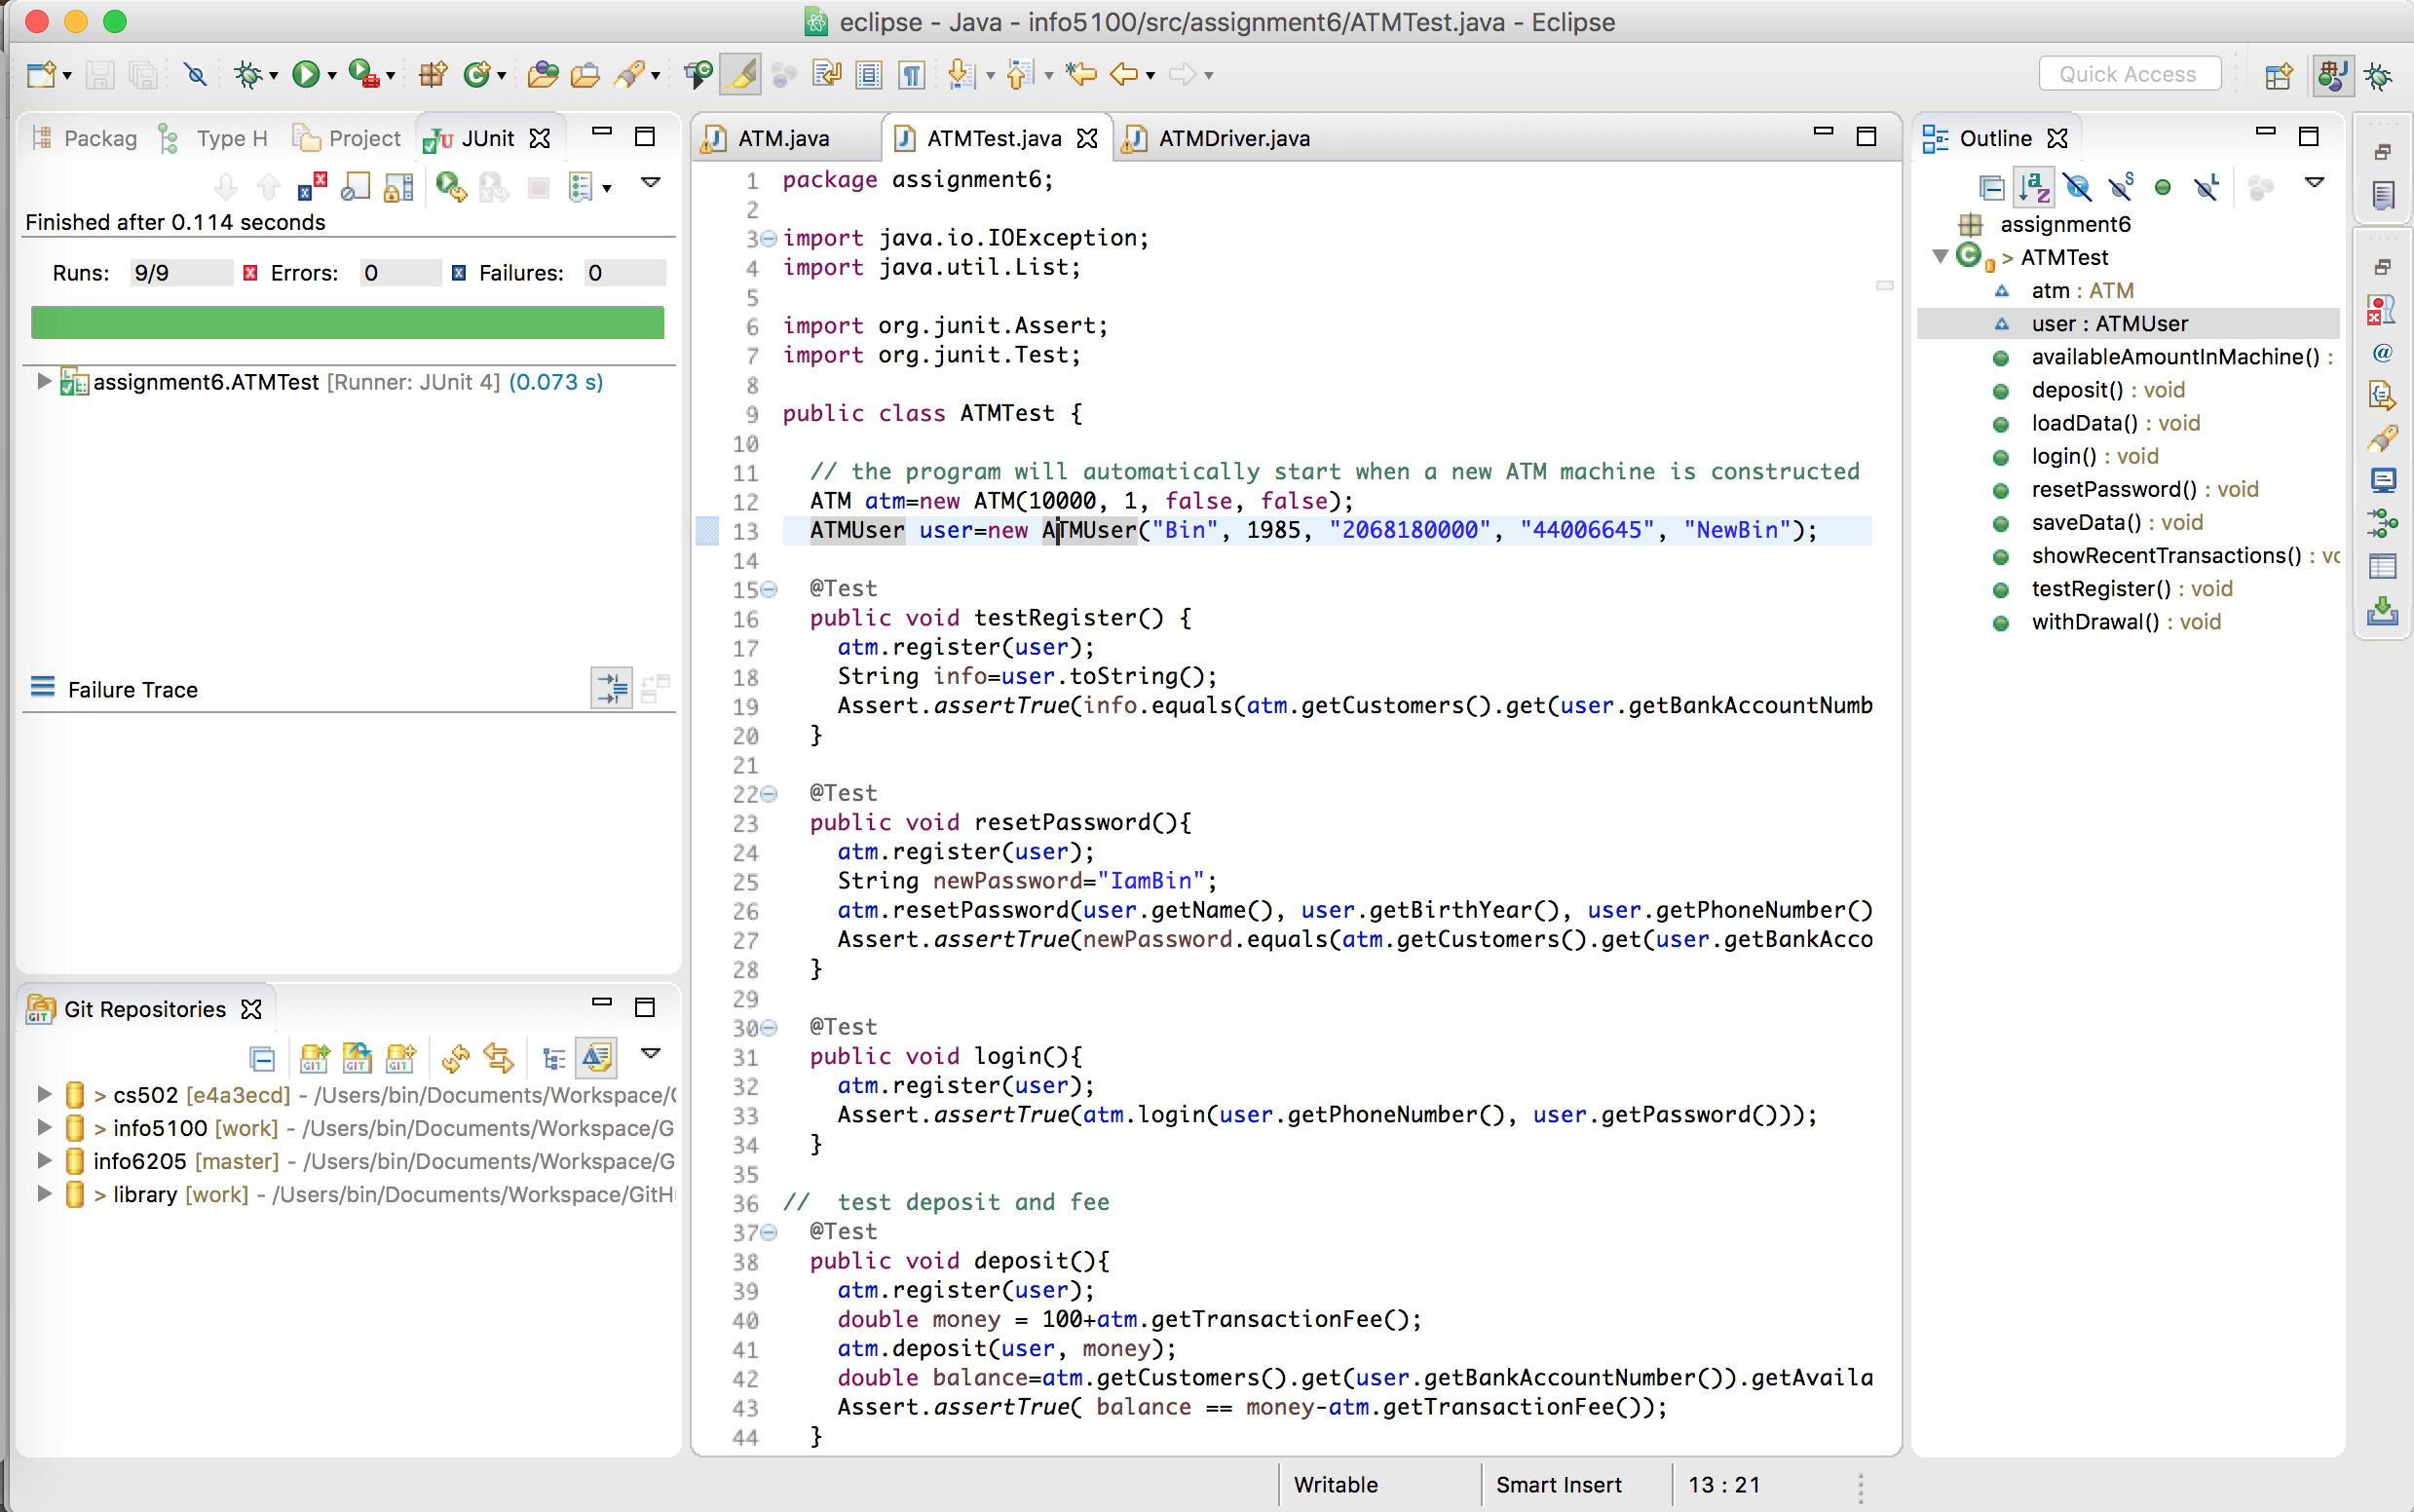 eclipse - Java - info5100/src/assignment6/ATMTest.java - Eclipse
Quick Access
Packag Type H Project JUnit
Finished after 0.114 seconds
Runs: 9/9 Errors: 0 Failures: 0
assignment6.ATMTest [Runner: JUnit 4] (0.073 s)
Failure Trace
Git Repositories
> cs502 [e4a3ecd] - /Users/bin/Documents/Workspace/
> info5100 [work] - /Users/bin/Documents/Workspace/G
info6205 [master] - /Users/bin/Documents/Workspace/G
> library [work] - /Users/bin/Documents/Workspace/GitH
ATM.java ATMTest.java ATMDriver.java
1 package assignment6;
2
3 import java.io.IOException;
4 import java.util.List;
5
6 import org.junit.Assert;
7 import org.junit.Test;
8
9 public class ATMTest {
10
11 // the program will automatically start when a new ATM machine is constructed
12 ATM atm=new ATM(10000, 1, false, false);
13 ATMUser user=new ATMUser("Bin", 1985, "2068180000", "44006645", "NewBin");
14
15 @Test
16 public void testRegister() {
17 atm.register(user);
18 String info=user.toString();
19 Assert.assertTrue(info.equals(atm.getCustomers().get(user.getBankAccountNumb
20 }
21
22 @Test
23 public void resetPassword(){
24 atm.register(user);
25 String newPassword="IamBin";
26 atm.resetPassword(user.getName(), user.getBirthYear(), user.getPhoneNumber()
27 Assert.assertTrue(newPassword.equals(atm.getCustomers().get(user.getBankAcco
28 }
29
30 @Test
31 public void login(){
32 atm.register(user);
33 Assert.assertTrue(atm.login(user.getPhoneNumber(), user.getPassword()));
34 }
35
36 // test deposit and fee
37 @Test
38 public void deposit(){
39 atm.register(user);
40 double money = 100+atm.getTransactionFee();
41 atm.deposit(user, money);
42 double balance=atm.getCustomers().get(user.getBankAccountNumber()).getAvaila
43 Assert.assertTrue( balance == money-atm.getTransactionFee());
44 }
Outline
assignment6
> ATMTest
atm : ATM
user : ATMUser
availableAmountInMachine() :
deposit() : void
loadData() : void
login() : void
resetPassword() : void
saveData() : void
showRecentTransactions() : vo
testRegister() : void
withDrawal() : void
Writable Smart Insert 13 : 21